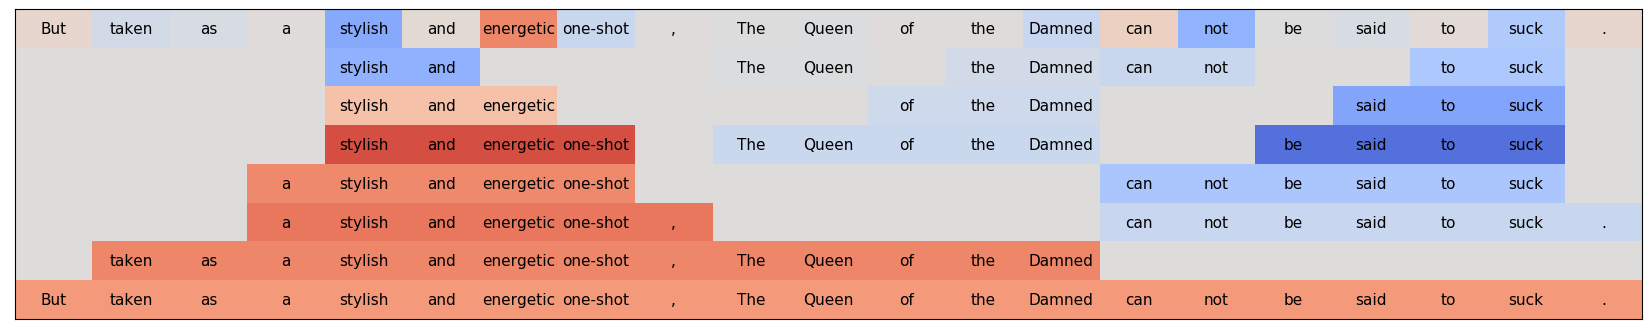 But taken as a stylish and energetic one-shot , The Queen of the Damned can not be said to suck .
stylish and The Queen the Damned can not to suck
stylish and energetic of the Damned said to suck
stylish and energetic one-shot The Queen of the Damned be said to suck
a stylish and energetic one-shot can not be said to suck
a stylish and energetic one-shot , can not be said to suck .
taken as a stylish and energetic one-shot , The Queen of the Damned
But taken as a stylish and energetic one-shot , The Queen of the Damned can not be said to suck .